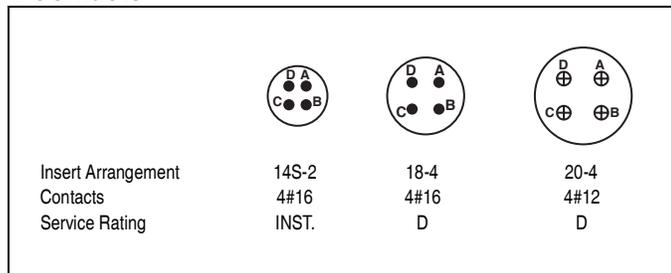 D A D A D A
C B C B C B
Insert Arrangement 14S-2 18-4 20-4
Contacts 4#16 4#16 4#12
Service Rating INST. D D